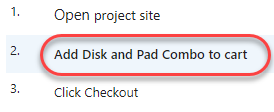 1. Open project site
2. Add Disk and Pad Combo to cart
3. Click Checkout